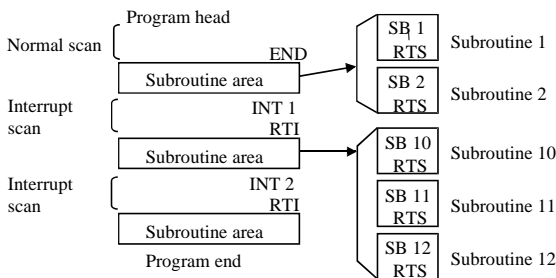 Program head
Normal scan
END
Subroutine area
Interrupt
scan
INT 1
RTI
Subroutine area
Interrupt
scan
INT 2
RTI
Subroutine area
Program end
SB 1
RTS
Subroutine 1
SB 2
RTS
Subroutine 2
SB 10
RTS
Subroutine 10
SB 11
RTS
Subroutine 11
SB 12
RTS
Subroutine 12